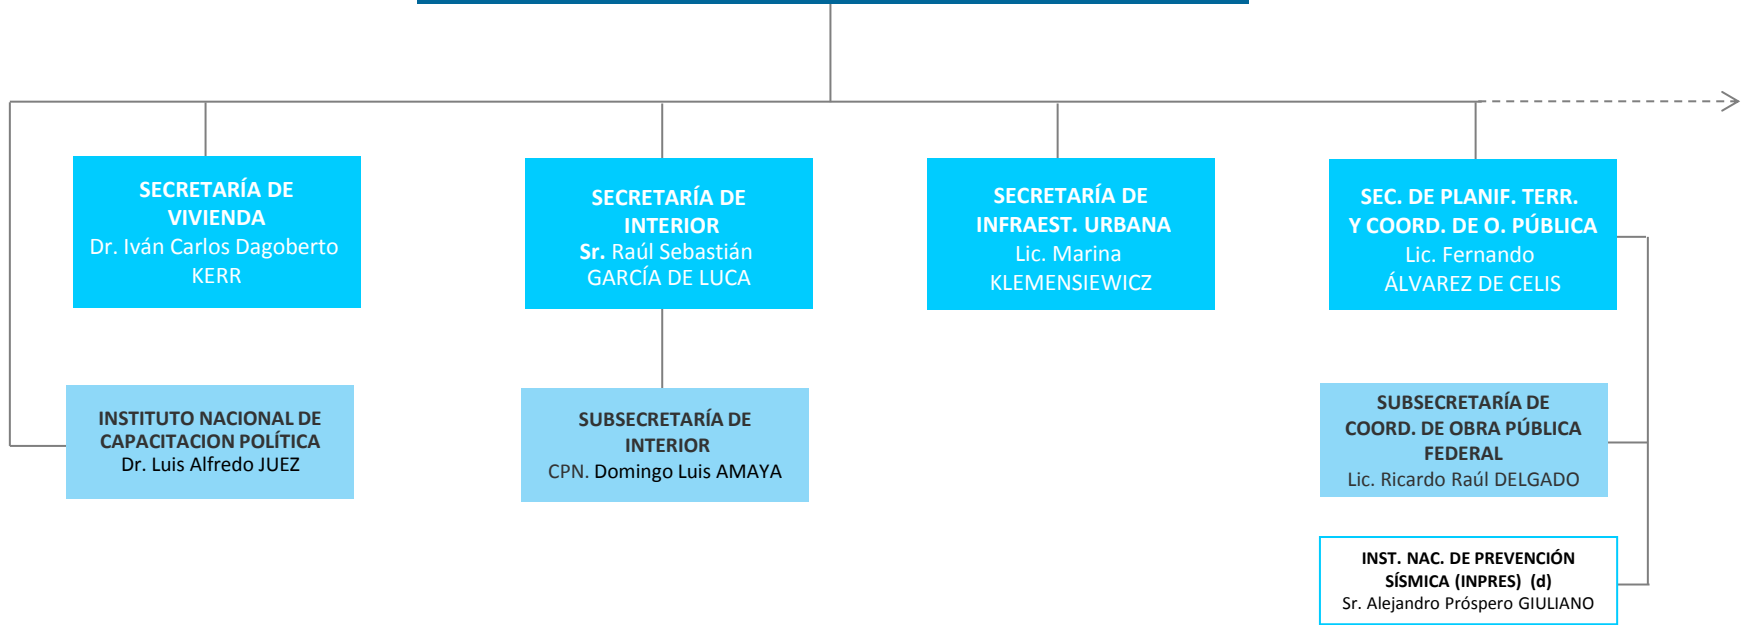 SECRETARÍA DE
VIVIENDA
Dr. Iván Carlos Dagoberto
KERR
SECRETARÍA DE
INTERIOR
Sr. Raúl Sebastián
GARCÍA DE LUCA
SECRETARÍA DE
INFRAEST. URBANA
Lic. Marina
KLEMENSIEWICZ
SEC. DE PLANIF. TERR.
Y COORD. DE O. PÚBLICA
Lic. Fernando
ÁLVAREZ DE CELIS
INSTITUTO NACIONAL DE
CAPACITACION POLÍTICA
Dr. Luis Alfredo JUEZ
SUBSECRETARÍA DE
INTERIOR
CPN. Domingo Luis AMAYA
SUBSECRETARÍA DE
COORD. DE OBRA PÚBLICA
FEDERAL
Lic. Ricardo Raúl DELGADO
INST. NAC. DE PREVENCIÓN
SÍSMICA (INPRES) (d)
Sr. Alejandro Próspero GIULIANO